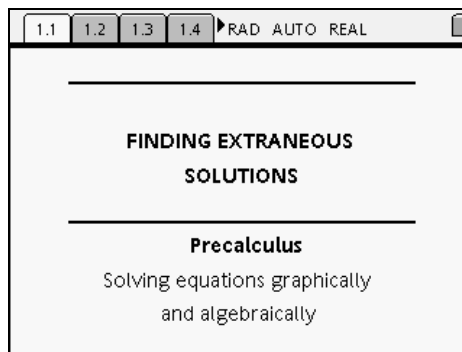 1.1 1.2 1.3 1.4 RAD AUTO REAL
FINDING EXTRANEOUS
SOLUTIONS
Precalculus
Solving equations graphically
and algebraically